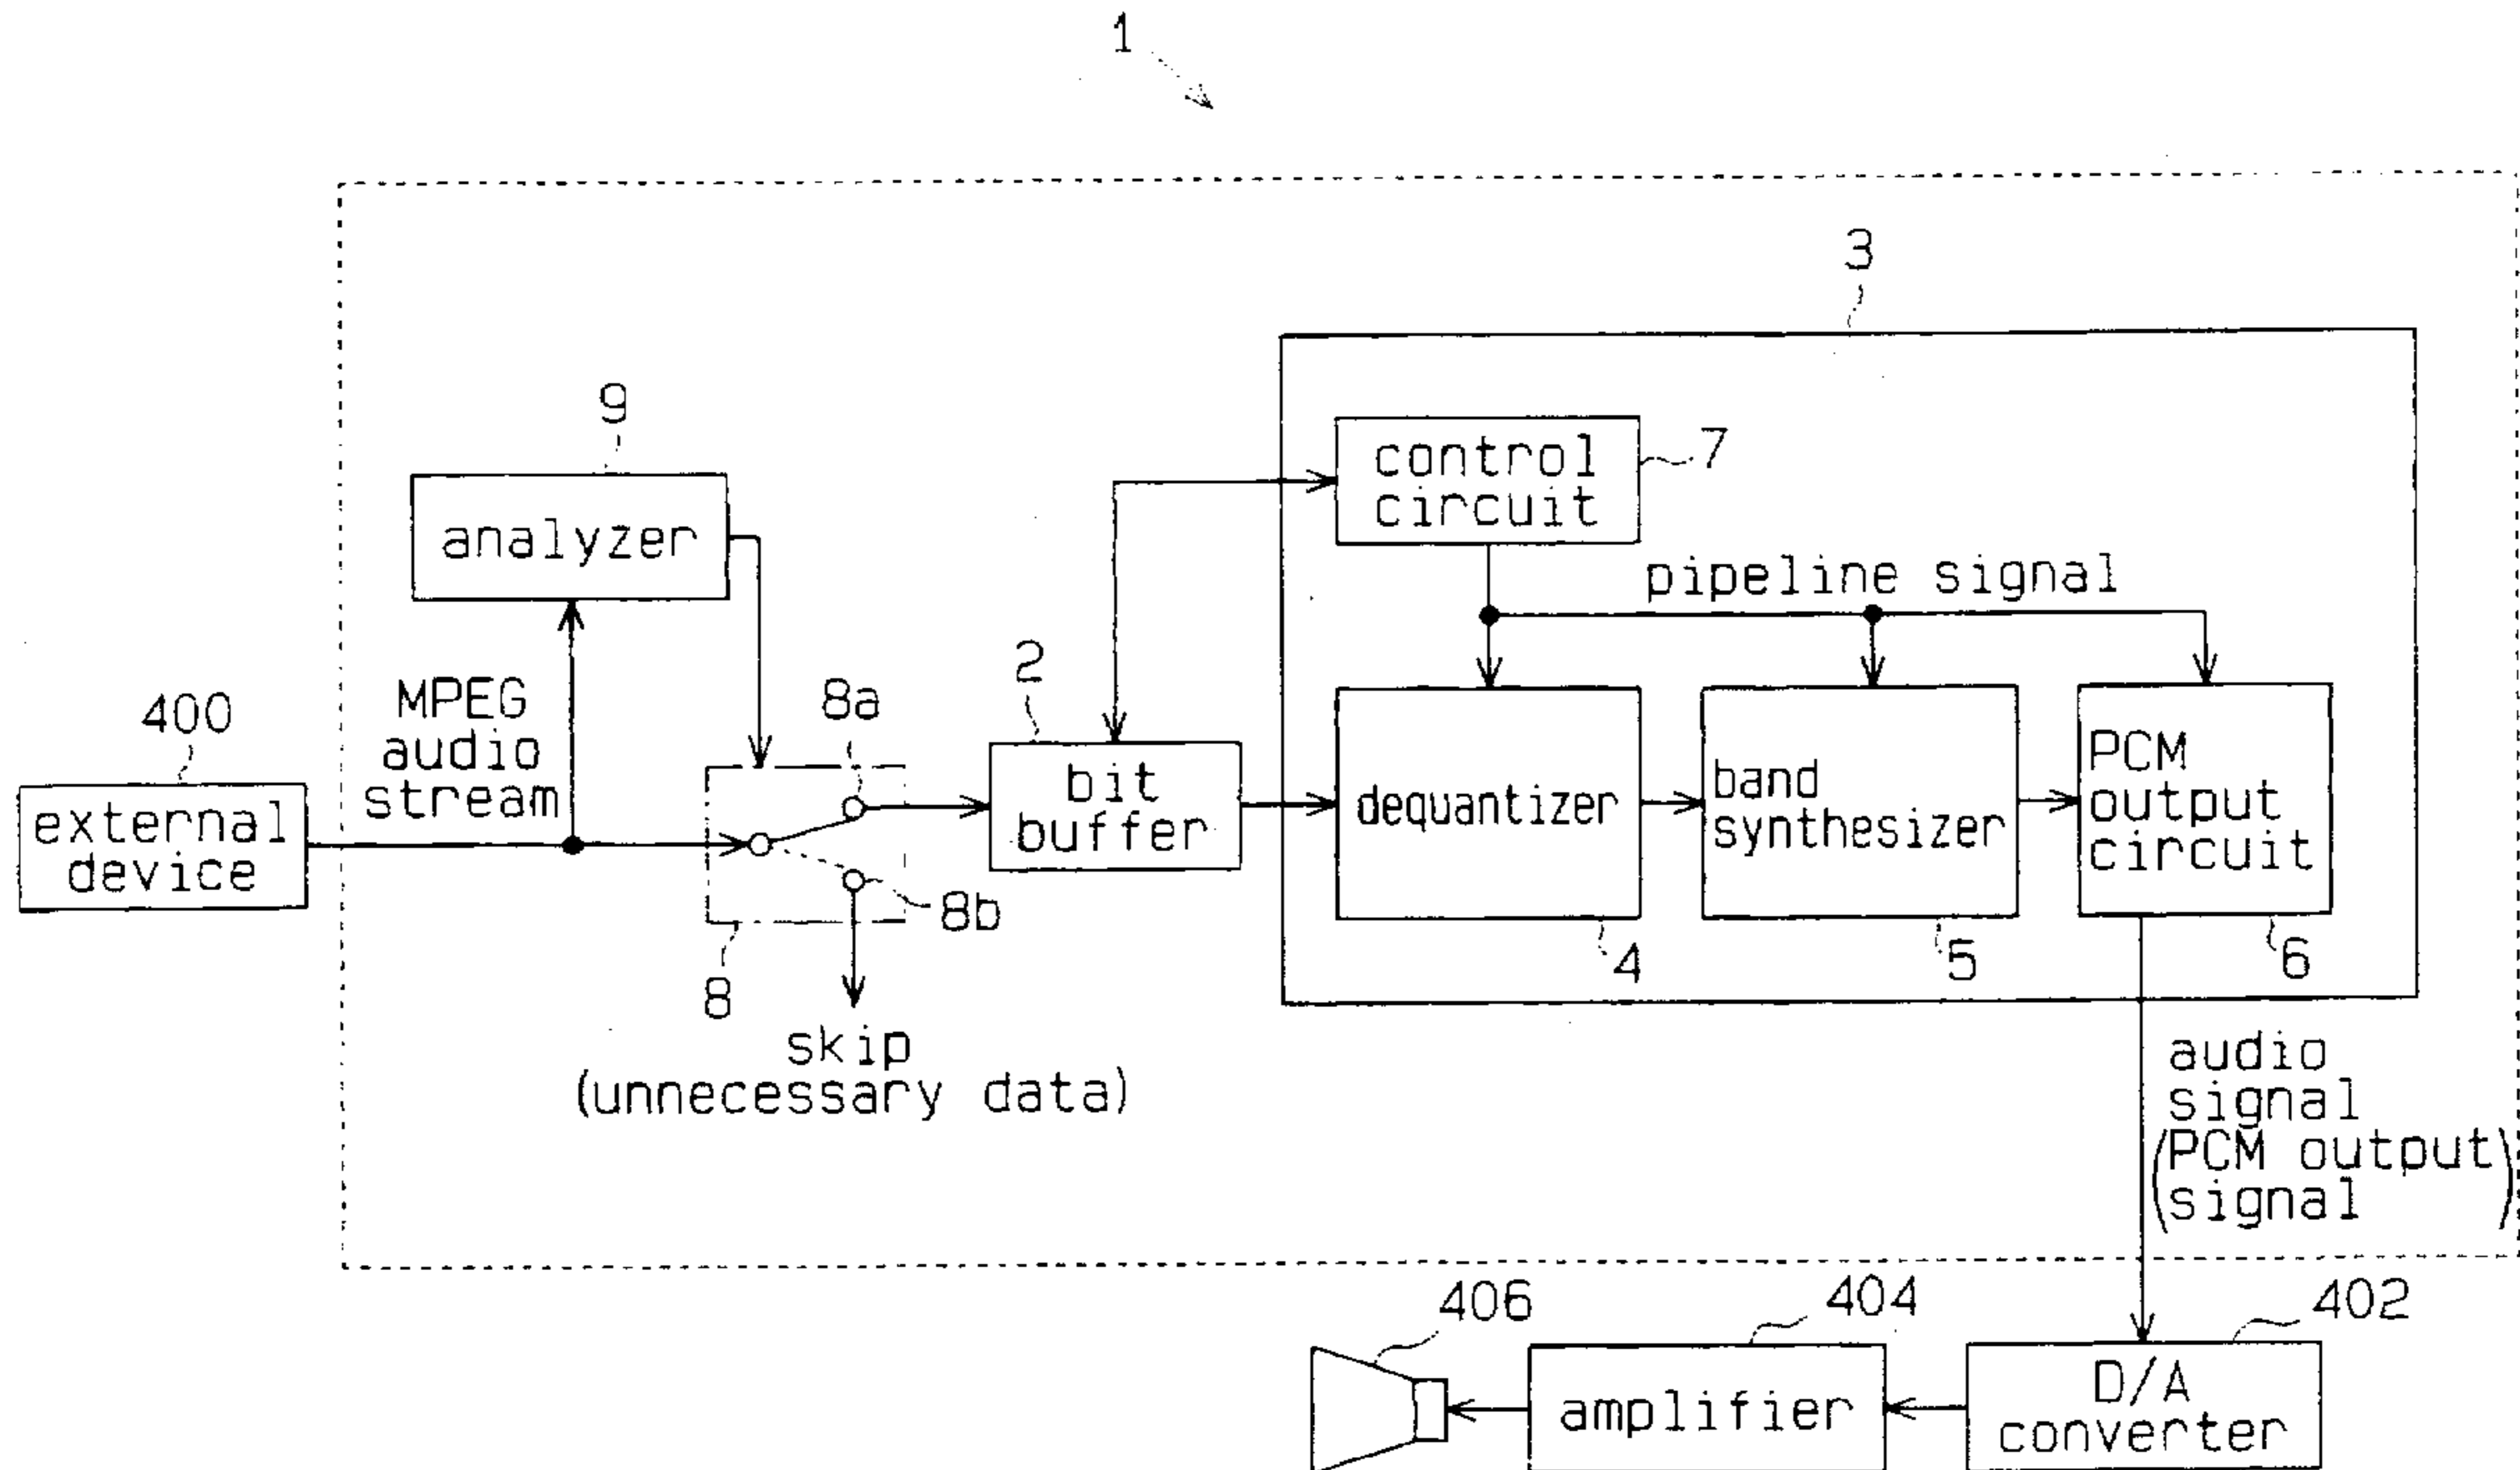 1
3
9
control
circuit
7
analyzer
pipeline signal
2
8a
MPEG
audio
stream
400
external
device
bit
buffer
dequantizer
band
synthesizer
PCM
output
circuit
8b
8
4
5
6
skip
(unnecessary data)
audio
signal
(PCM output
signal)
406
404
402
amplifier
D/A
converter